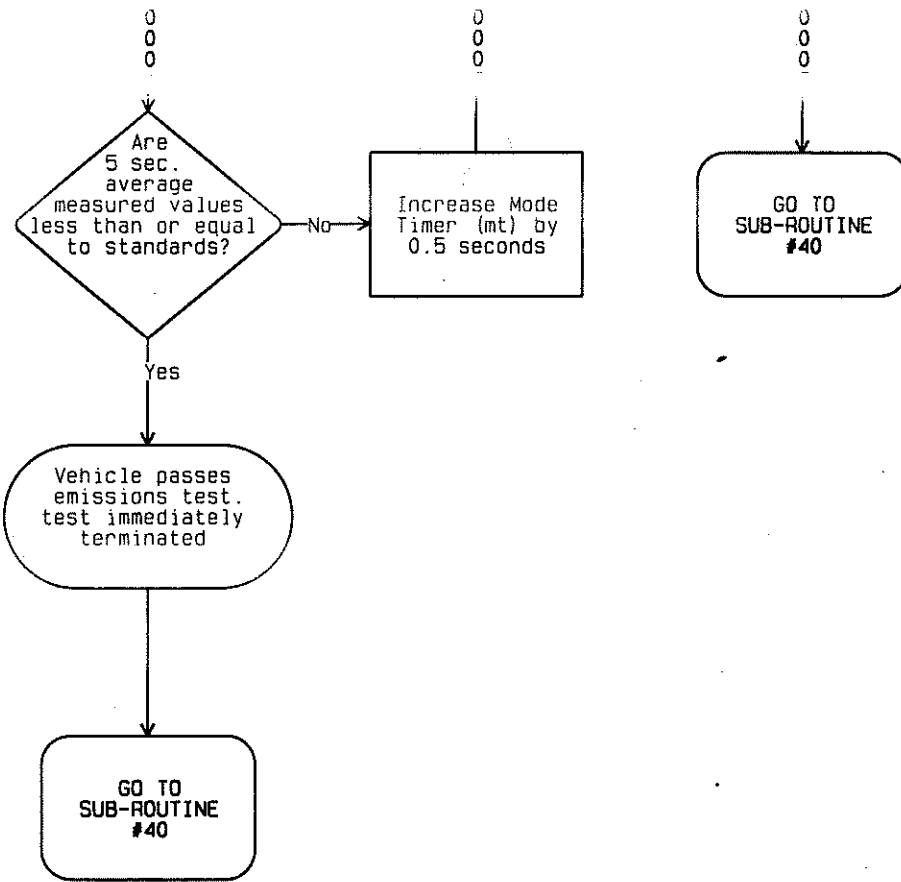 0
0
0
0
0
0
0
0
0
Are
5 sec.
average
measured values
less than or equal
to standards?
No
Increase Mode
Timer (mt) by
0.5 seconds
GO TO
SUB-ROUTINE
#40
Yes
Vehicle passes
emissions test.
test immediately
terminated
GO TO
SUB-ROUTINE
#40